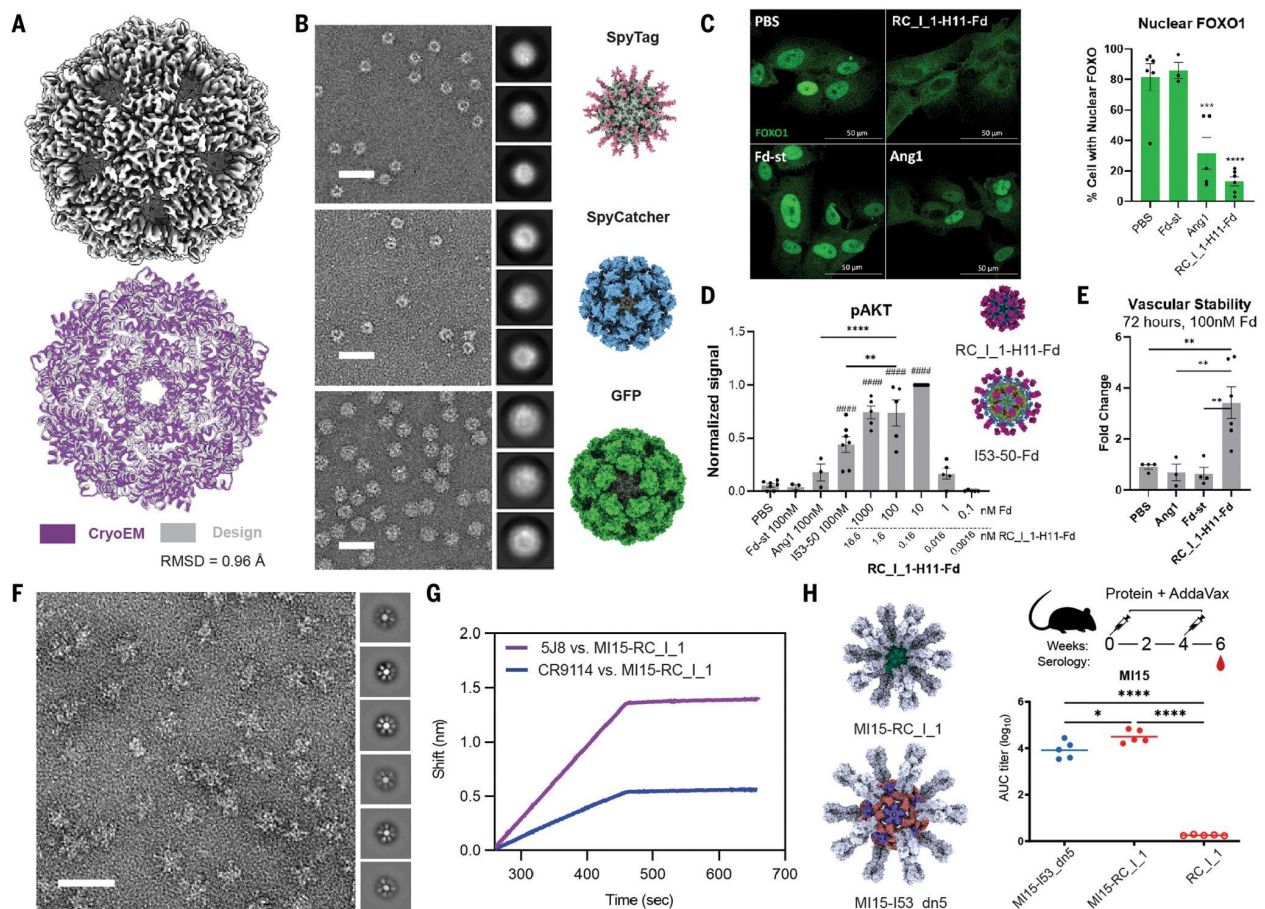 A
CryoEM
Design
RMSD = 0.96 Å
B
SpyTag
SpyCatcher
GFP
C
PBS
RC_I_1-H11-Fd
FOXO1
50 µm
50 µm
Fd-st
Ang1
50 µm
50 µm
Nuclear FOXO1
% Cell with Nuclear FOXO
100
80
60
40
20
0
***
****
PBS
Fd-st
Ang1
RC_I_1-H11-Fd
D
pAKT
Normalized signal
1.5
1.0
0.5
0.0
****
**
####
####
####
####
PBS
Fd-st 100nM
Ang1 100nM
I53-50 100nM
1000
100
10
1
0.1
nM Fd
16.6
1.6
0.16
0.016
0.0016
nM RC_I_1-H11-Fd
RC_I_1-H11-Fd
RC_I_1-H11-Fd
I53-50-Fd
E
Vascular Stability
72 hours, 100nM Fd
Fold Change
6
4
2
0
**
**
**
PBS
Ang1
Fd-st
RC_I_1-H11-Fd
F
G
Shift (nm)
2.0
1.5
1.0
0.5
0.0
5J8 vs. MI15-RC_I_1
CR9114 vs. MI15-RC_I_1
300
400
500
600
700
Time (sec)
H
MI15-RC_I_1
MI15-I53_dn5
Protein + AddaVax
Weeks: 0 — 2 — 4 — 6
Serology:
MI15
****
* ****
AUC titer (log10)
6
4
2
0
MI15-I53_dn5
MI15-RC_I_1
RC_I_1